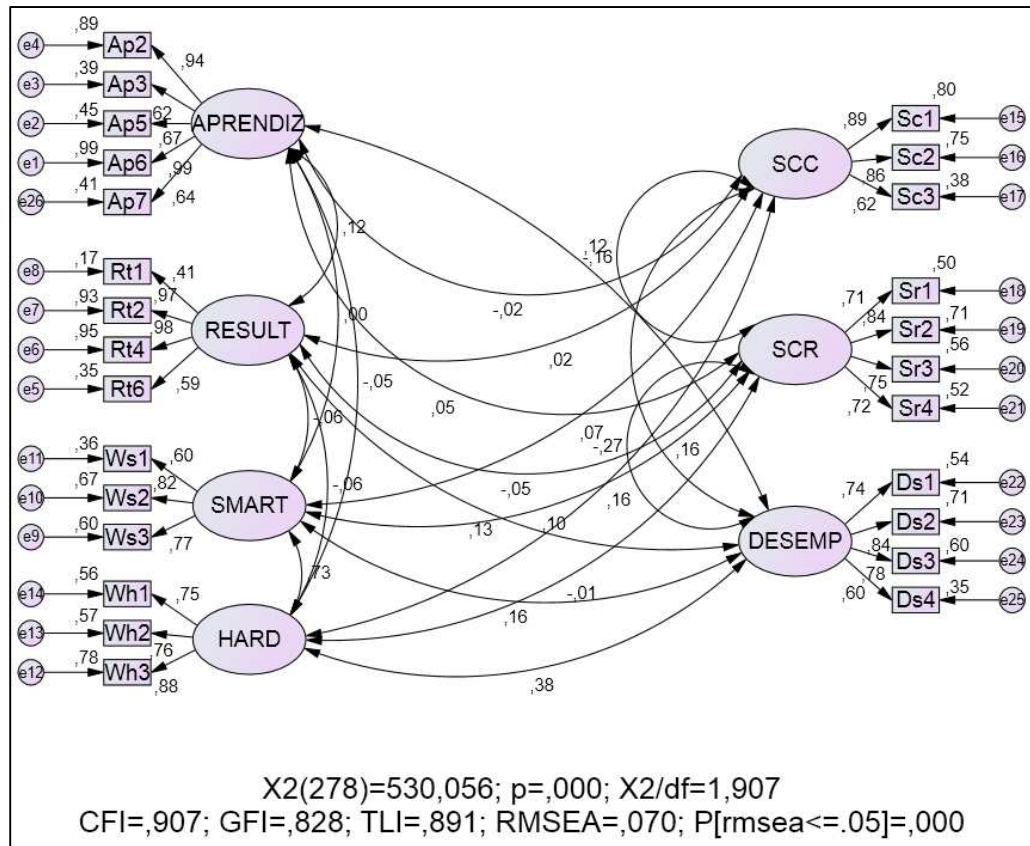 ,89
e4
Ap2
,94
,39
e3
Ap3
,45
e2
Ap5
,62
,67
,99
e1
Ap6
,99
,41
e26
Ap7
,64
APRENDIZ
,17
e8
Rt1
,41
,93
e7
Rt2
,97
,95
e6
Rt4
,98
,35
e5
Rt6
,59
RESULT
,36
e11
Ws1
,60
,67
e10
Ws2
,82
,60
e9
Ws3
,77
SMART
,56
e14
Wh1
,75
,57
e13
Wh2
,76
,78
e12
Wh3
,88
HARD
,12
,00
-,05
-,06
-,06
,73
-,02
,02
,05
,12
-,16
,07
-,27
,16
-,05
,16
,13
,10
-,01
,16
,38
SCC
,89
,86
,62
,80
Sc1
e15
,75
Sc2
e16
,38
Sc3
e17
SCR
,71
,84
,75
,72
,50
Sr1
e18
,71
Sr2
e19
,56
Sr3
e20
,52
Sr4
e21
DESEMP
,74
,84
,78
,60
,54
Ds1
e22
,71
Ds2
e23
,60
Ds3
e24
,35
Ds4
e25
X2(278)=530,056; p=,000; X2/df=1,907
CFI=,907; GFI=,828; TLI=,891; RMSEA=,070; P[rmsea<=.05]=,000